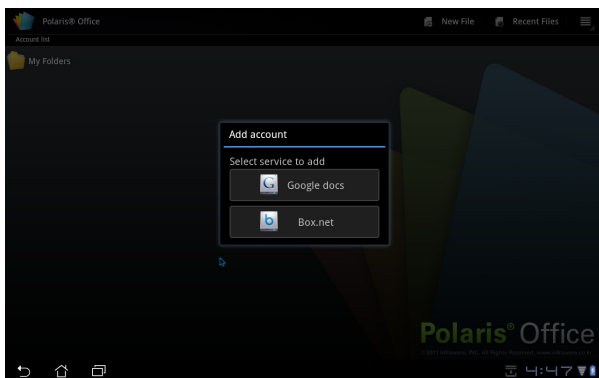 Polaris® Office
New File
Recent Files
Account list
My Folders
Add account
Select service to add
G Google docs
b Box.net
Polaris® Office
4:47